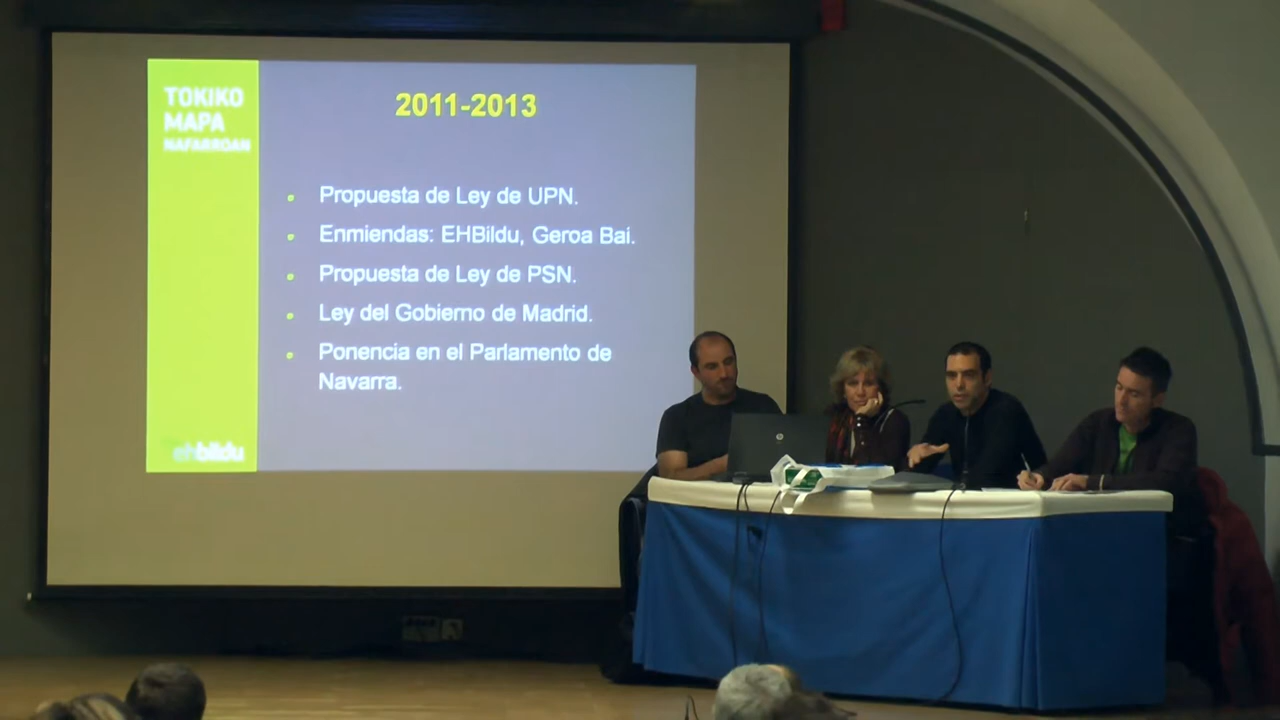 TOKIKO
MAPA
NAFARROAN
2011-2013
Propuesta de Ley de UPN.
Enmiendas: EHBildu, Geroa Bai.
Propuesta de Ley de PSN.
Ley del Gobierno de Madrid.
Ponencia en el Parlamento de
Navarra.
ehbildu
hp